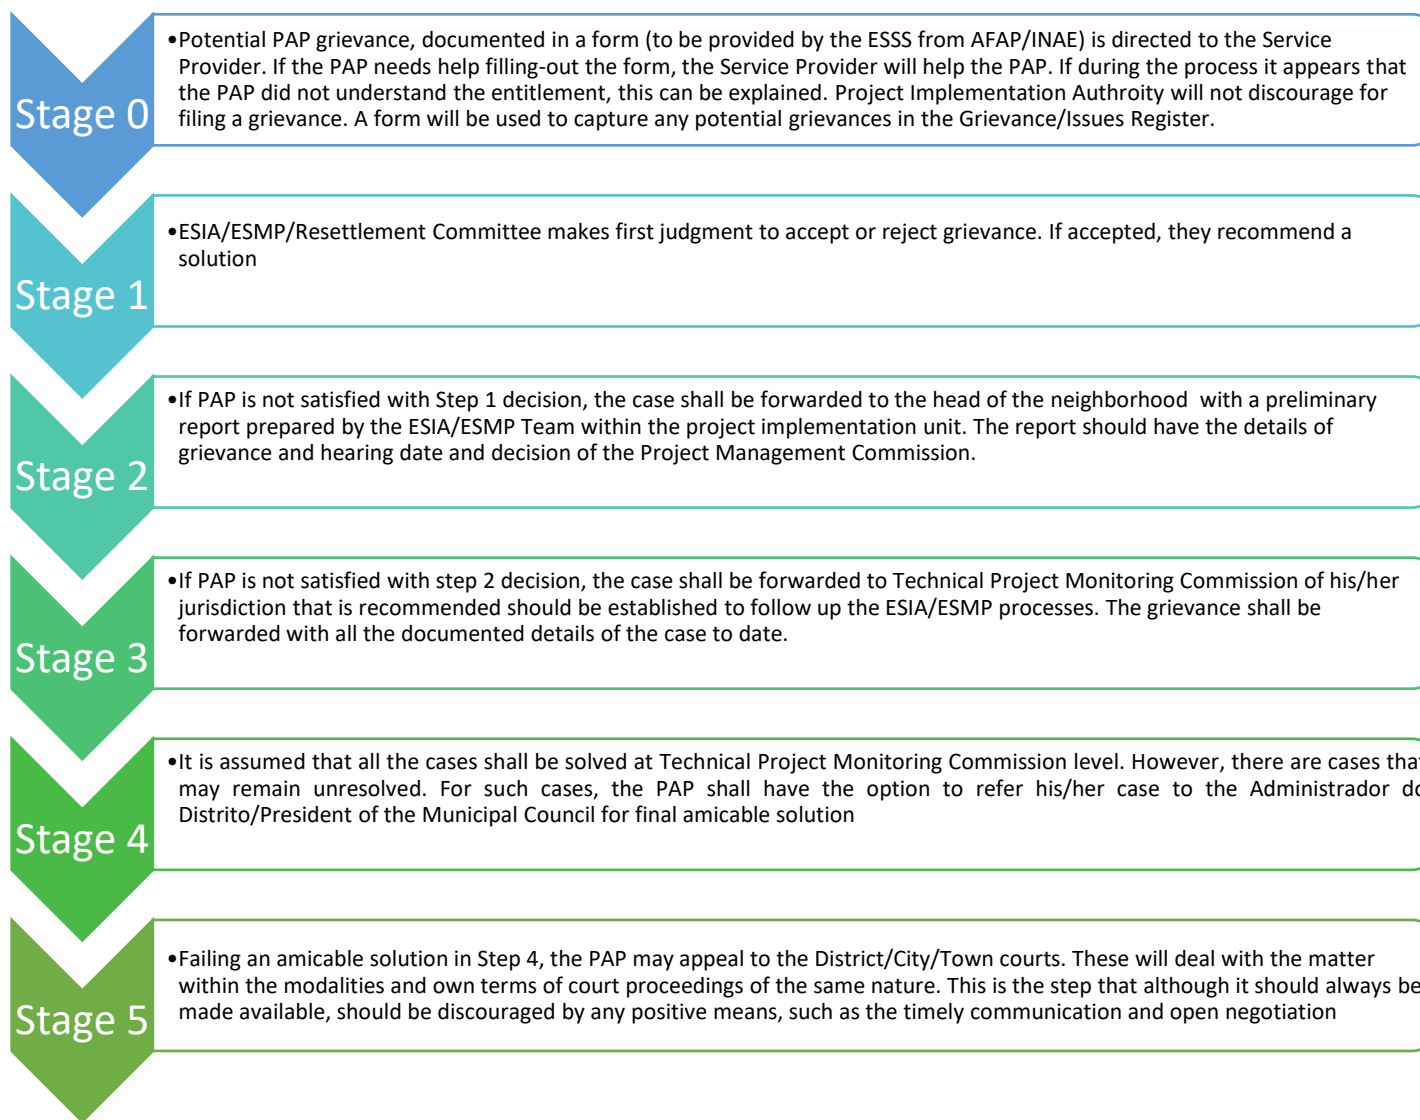 Stage 0
•Potential PAP grievance, documented in a form (to be provided by the ESSS from AFAP/INAE) is directed to the Service
Provider. If the PAP needs help filling-out the form, the Service Provider will help the PAP. If during the process it appears that
the PAP did not understand the entitlement, this can be explained. Project Implementation Authroity will not discourage for
filing a grievance. A form will be used to capture any potential grievances in the Grievance/Issues Register.
Stage 1
•ESIA/ESMP/Resettlement Committee makes first judgment to accept or reject grievance. If accepted, they recommend a
solution
Stage 2
•If PAP is not satisfied with Step 1 decision, the case shall be forwarded to the head of the neighborhood with a preliminary
report prepared by the ESIA/ESMP Team within the project implementation unit. The report should have the details of
grievance and hearing date and decision of the Project Management Commission.
Stage 3
•If PAP is not satisfied with step 2 decision, the case shall be forwarded to Technical Project Monitoring Commission of his/her
jurisdiction that is recommended should be established to follow up the ESIA/ESMP processes. The grievance shall be
forwarded with all the documented details of the case to date.
Stage 4
•It is assumed that all the cases shall be solved at Technical Project Monitoring Commission level. However, there are cases that
may remain unresolved. For such cases, the PAP shall have the option to refer his/her case to the Administrador do
Distrito/President of the Municipal Council for final amicable solution
Stage 5
•Failing an amicable solution in Step 4, the PAP may appeal to the District/City/Town courts. These will deal with the matter
within the modalities and own terms of court proceedings of the same nature. This is the step that although it should always be
made available, should be discouraged by any positive means, such as the timely communication and open negotiation